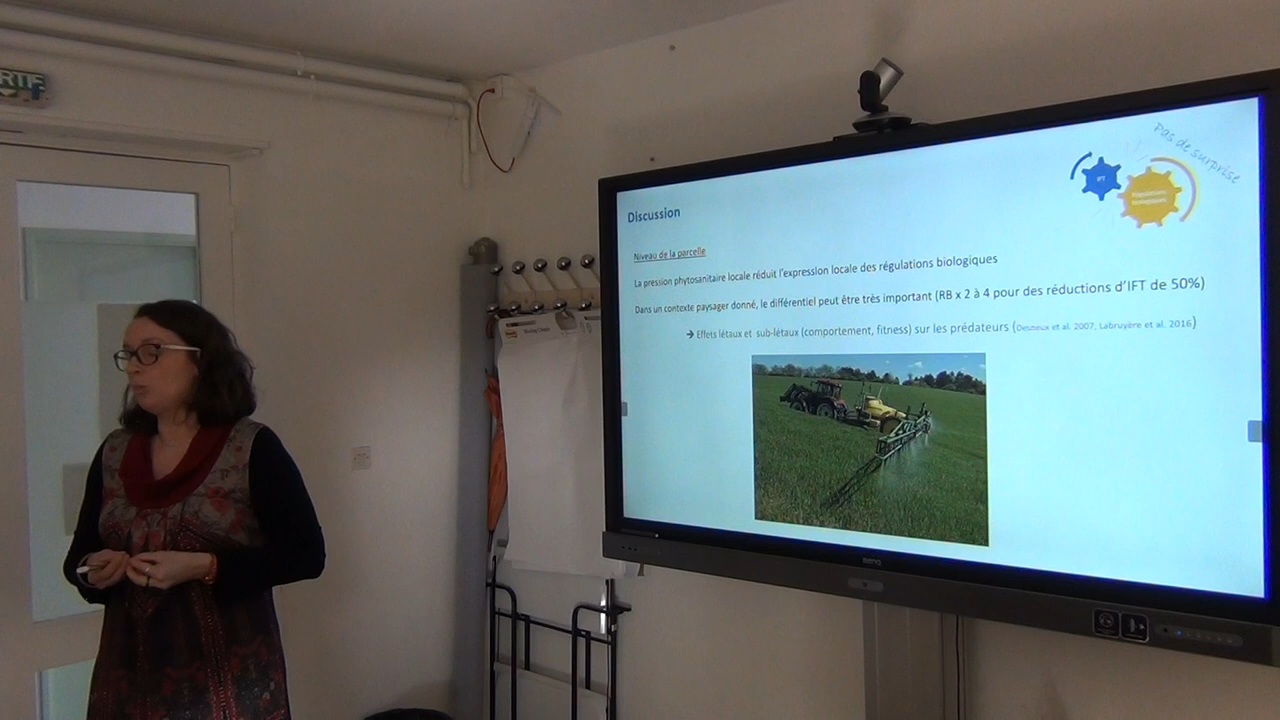 RTIF
pas de surprise
IFT
Régulations
biologiques
Discussion
Niveau de la parcelle
La pression phytosanitaire locale réduit l'expression locale des régulations biologiques
Dans un contexte paysager donné, le différentiel peut être très important (RB x 2 à 4 pour des réductions d'IFT de 50%)
➔ Effets létaux et sub-létaux (comportement, fitness) sur les prédateurs (Desneux et al. 2007, Labruyère et al. 2016)
BenQ